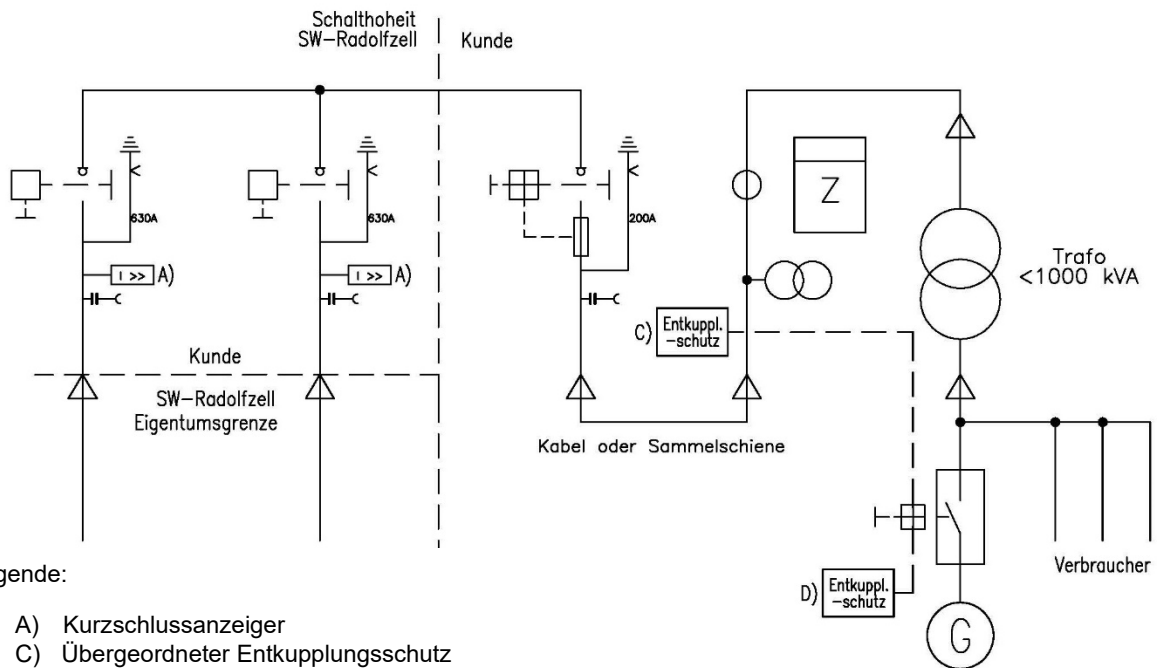 Schalthoheit
SW-Radolfzell
Kunde
630A
630A
200A
Z
I >> A)
I >> A)
Trafo
<1000 kVA
C) Entkuppl.
-schutz
Kunde
SW-Radolfzell
Eigentumsgrenze
Kabel oder Sammelschiene
Verbraucher
D) Entkuppl.
-schutz
G
gende:
A) Kurzschlussanzeiger
C) Übergeordneter Entkupplungsschutz